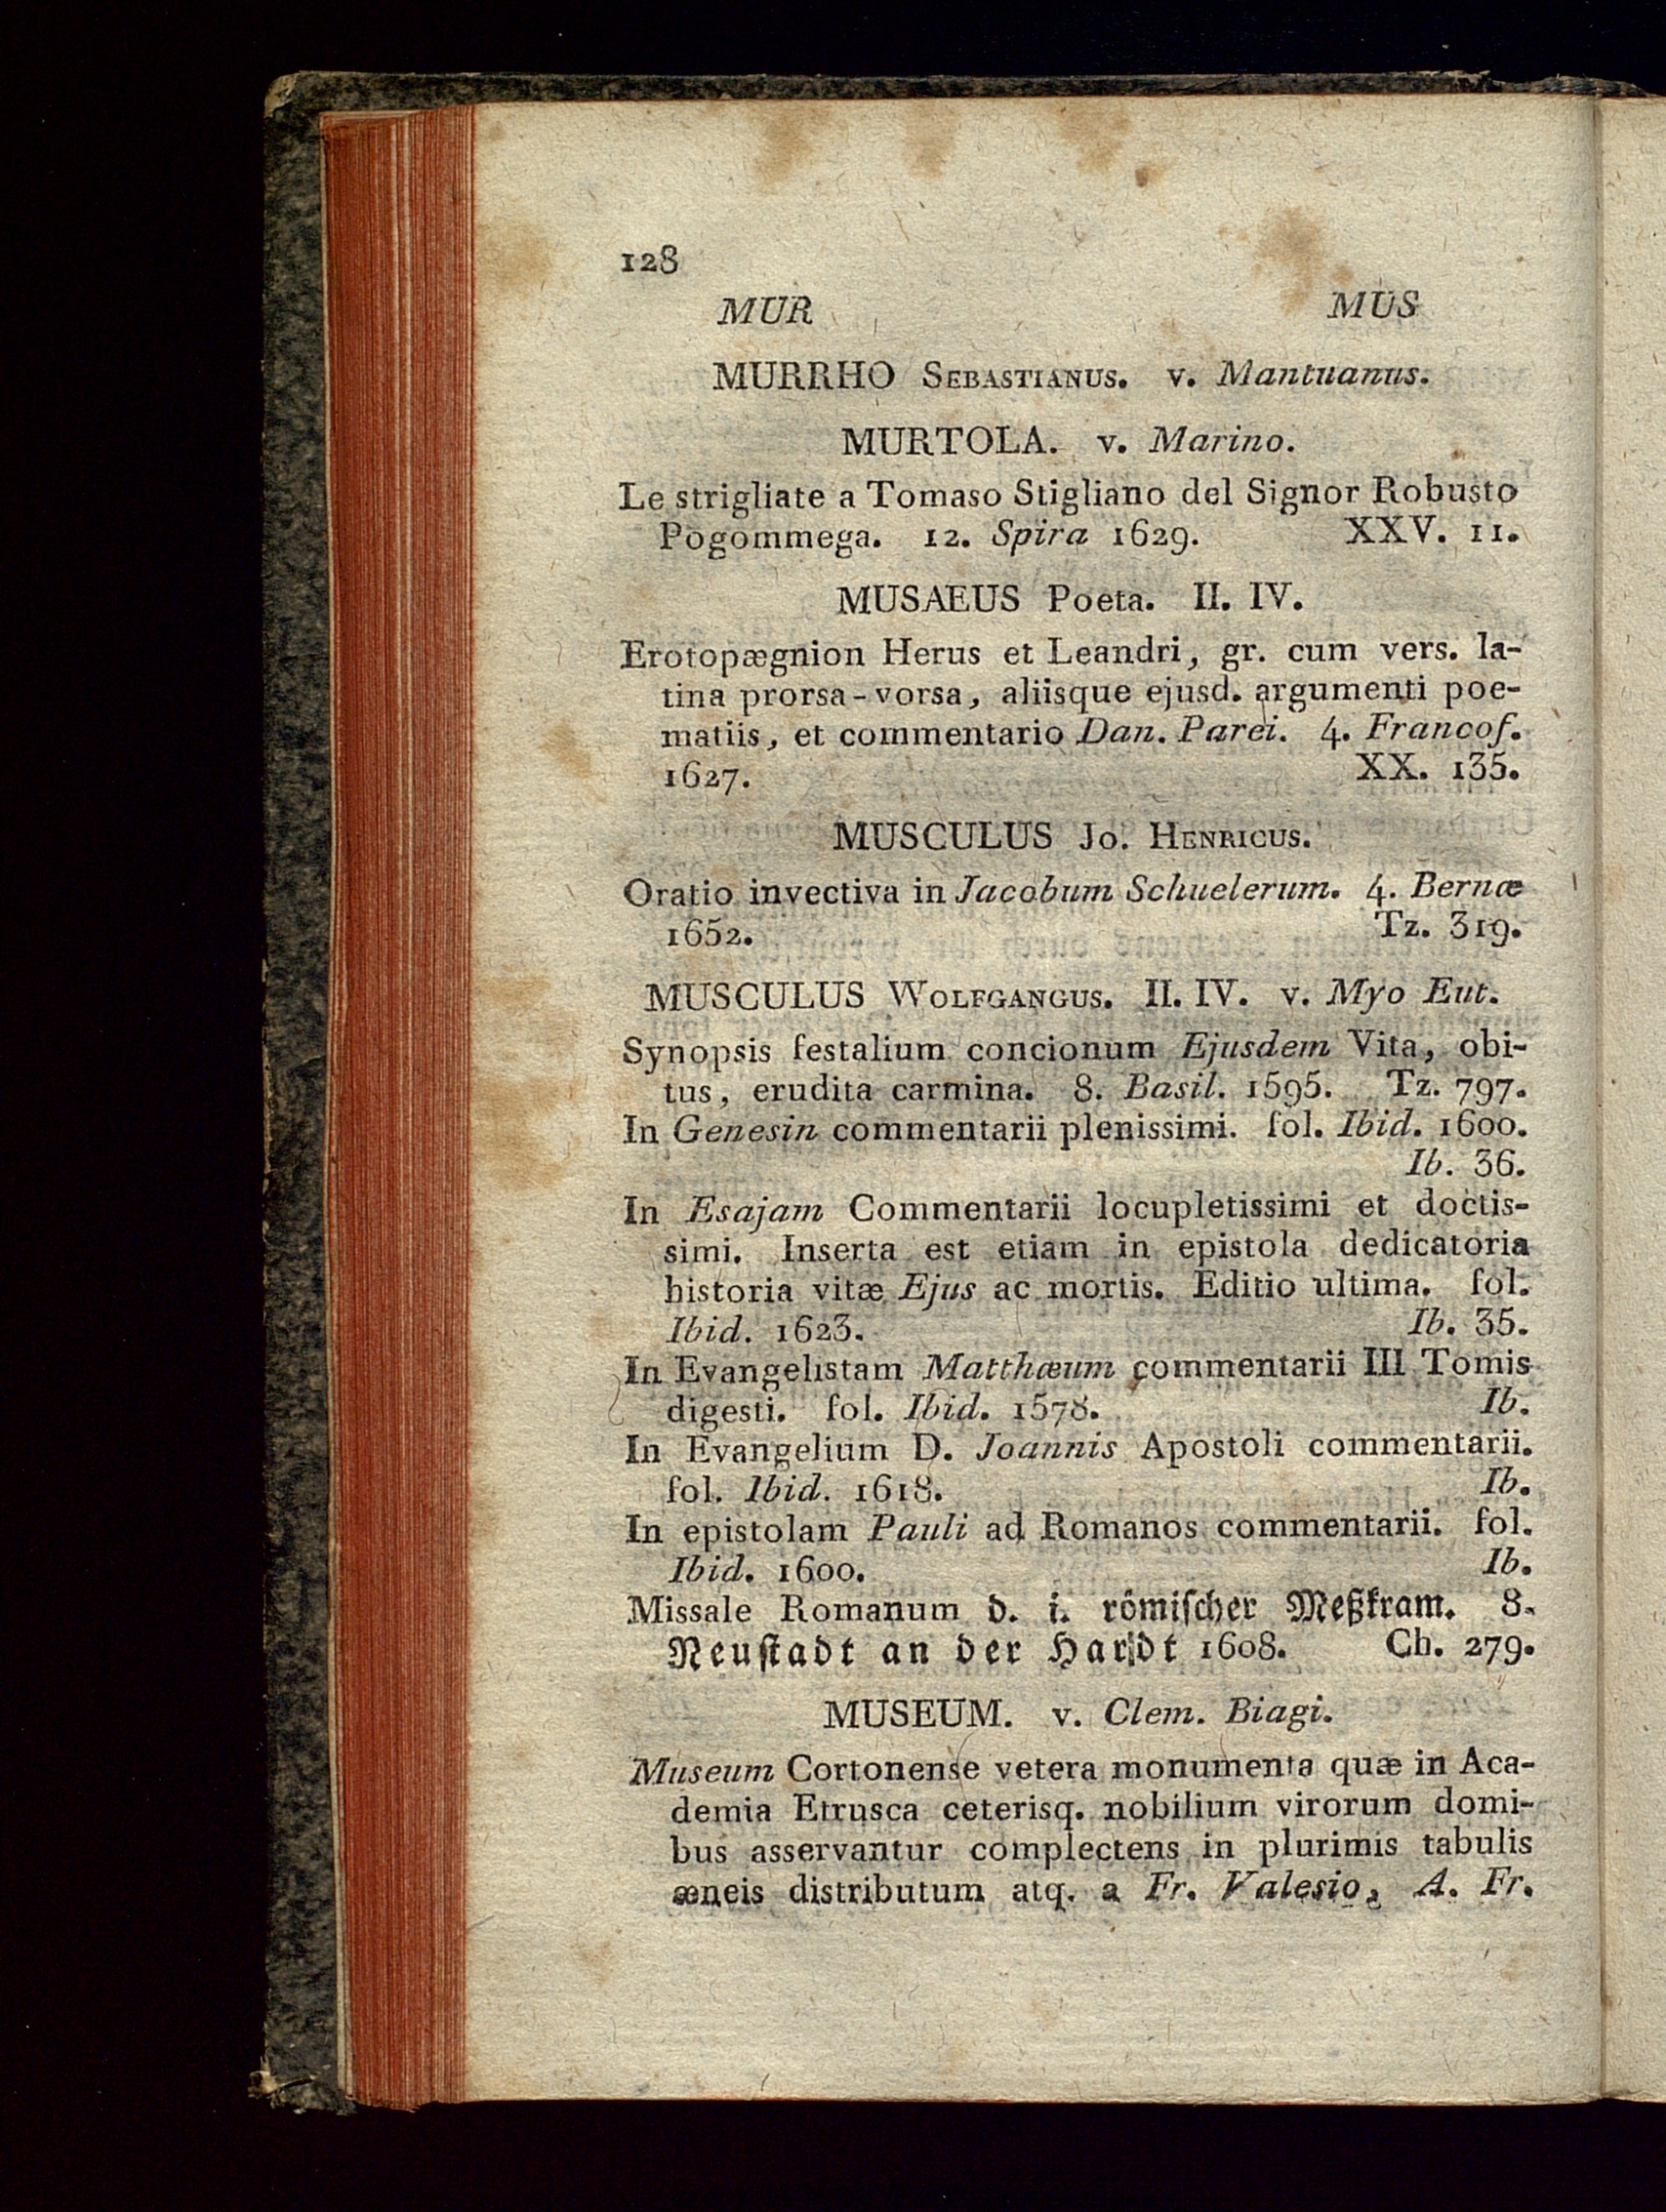 128
MUR MUS
MURRHO SEBASTIANUS. v. Mantuanus.
MURTOLA. v. Marino.
Le strigliate a Tomaso Stigliano del Signor Robusto
Pogommega. 12. Spira 1629. XXV. 11.
MUSAEUS Poeta. II. IV.
Erotopægnion Herus et Leandri, gr. cum vers. la-
tina prorsa-vorsa, aliisque ejusd. argumenti poe-
matiis, et commentario Dan. Parei. 4. Francof.
1627. XX. 135.
MUSCULUS Jo. HENRICUS.
Oratio invectiva in Jacobum Schuelerum. 4. Bernæ
1652. Tz. 319.
MUSCULUS WOLFGANGUS. II. IV. v. Myo Eut.
Synopsis festalium concionum Ejusdem Vita, obi-
tus, erudita carmina. 8. Basil. 1595. Tz. 797.
In Genesin commentarii plenissimi. fol. Ibid. 1600.
Ib. 36.
In Esajam Commentarii locupletissimi et doctis-
simi. Inserta est etiam in epistola dedicatoria
historia vitæ Ejus ac mortis. Editio ultima. fol.
Ibid. 1623. Ib. 35.
In Evangelistam Matthæum commentarii III Tomis
digesti. fol. Ibid. 1578. Ib.
In Evangelium D. Joannis Apostoli commentarii.
fol. Ibid. 1618. Ib.
In epistolam Pauli ad Romanos commentarii. fol.
Ibid. 1600. Ib.
Missale Romanum d. i. römischer Meßkram. 8.
Neustadt an der Hardt 1608. Ch. 279.
MUSEUM. v. Clem. Biagi.
Museum Cortonense vetera monumenta quæ in Aca-
demia Etrusca ceterisq. nobilium virorum domi-
bus asservantur complectens in plurimis tabulis
æneis distributum atq. a Fr. Valesio, A. Fr.